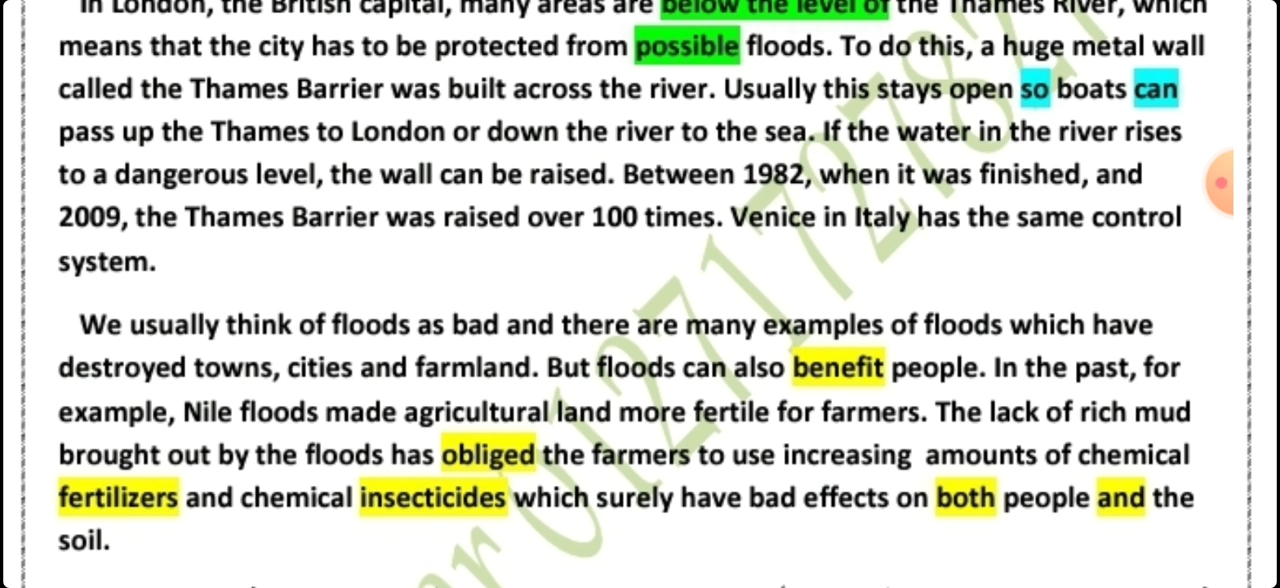 In London, the British capital, many areas are below the level of the Thames River, which
means that the city has to be protected from possible floods. To do this, a huge metal wall
called the Thames Barrier was built across the river. Usually this stays open so boats can
pass up the Thames to London or down the river to the sea. If the water in the river rises
to a dangerous level, the wall can be raised. Between 1982, when it was finished, and
2009, the Thames Barrier was raised over 100 times. Venice in Italy has the same control
system.
We usually think of floods as bad and there are many examples of floods which have
destroyed towns, cities and farmland. But floods can also benefit people. In the past, for
example, Nile floods made agricultural land more fertile for farmers. The lack of rich mud
brought out by the floods has obliged the farmers to use increasing amounts of chemical
fertilizers and chemical insecticides which surely have bad effects on both people and the
soil.